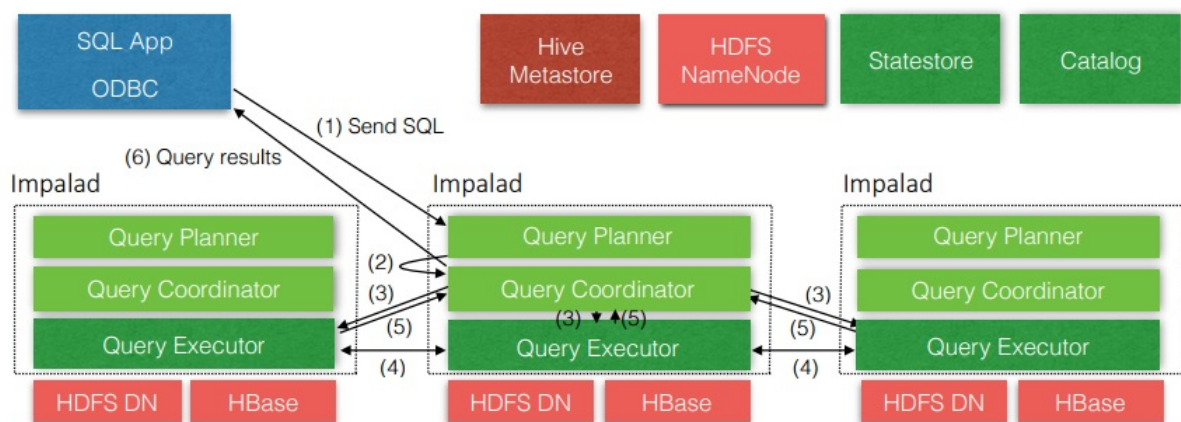 SQL App
ODBC
Hive
Metastore
HDFS
NameNode
Statestore
Catalog
(1) Send SQL
(6) Query results
Impalad
Query Planner
Query Coordinator
Query Executor
HDFS DN
HBase
Impalad
Query Planner
Query Coordinator
Query Executor
HDFS DN
HBase
Impalad
Query Planner
Query Coordinator
Query Executor
HDFS DN
HBase
(2)
(3)
(5)
(4)
(3)
(5)
(3)
(5)
(4)